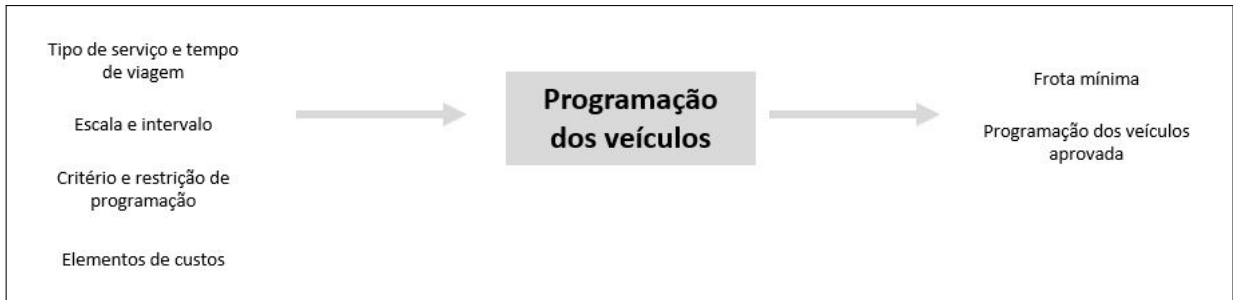 Tipo de serviço e tempo
de viagem
Escala e intervalo
Critério e restrição de
programação
Elementos de custos
Programação
dos veículos
Frota mínima
Programação dos veículos
aprovada